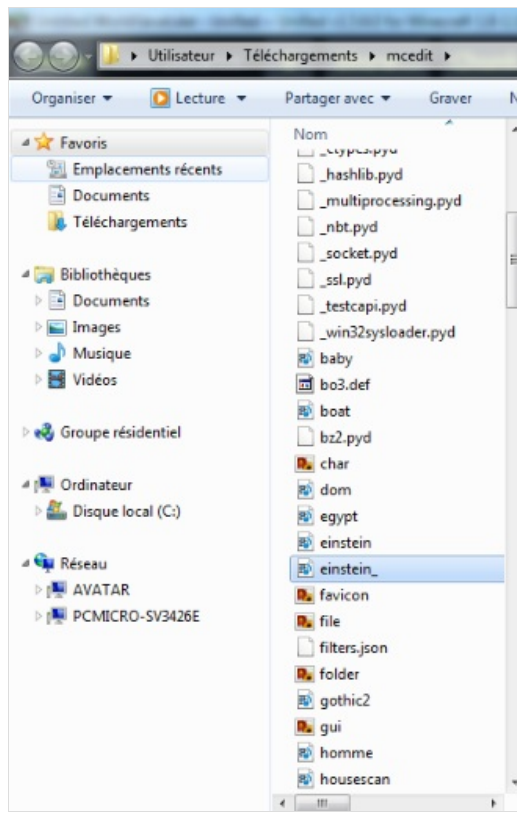 Utilisateur ▸ Téléchargements ▸ mcedit ▸
Organiser Lecture Partager avec Graver
Favoris
Emplacements récents
Documents
Téléchargements
Bibliothèques
Documents
Images
Musique
Vidéos
Groupe résidentiel
Ordinateur
Disque local (C:)
Réseau
AVATAR
PCMICRO-SV3426E
Nom
_ctypes.pyd
_hashlib.pyd
_multiprocessing.pyd
_nbt.pyd
_socket.pyd
_ssl.pyd
_testcapi.pyd
_win32sysloader.pyd
baby
bo3.def
boat
bz2.pyd
char
dom
egypt
einstein
einstein_
favicon
file
filters.json
folder
gothic2
gui
homme
housescan